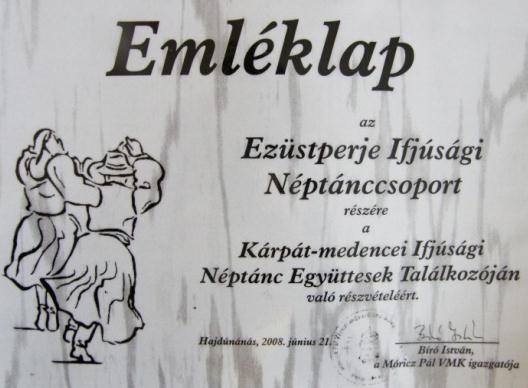 Emléklap
az
Ezüstperje Ifjúsági
Néptánccsoport
részére
a
Kárpát-medencei Ifjúsági
Néptánc Együttesek Találkozóján
való részvételéért.
Hajdúnánás, 2008. június 21.
Bíró István,
a Móricz Pál VMK igazgatója